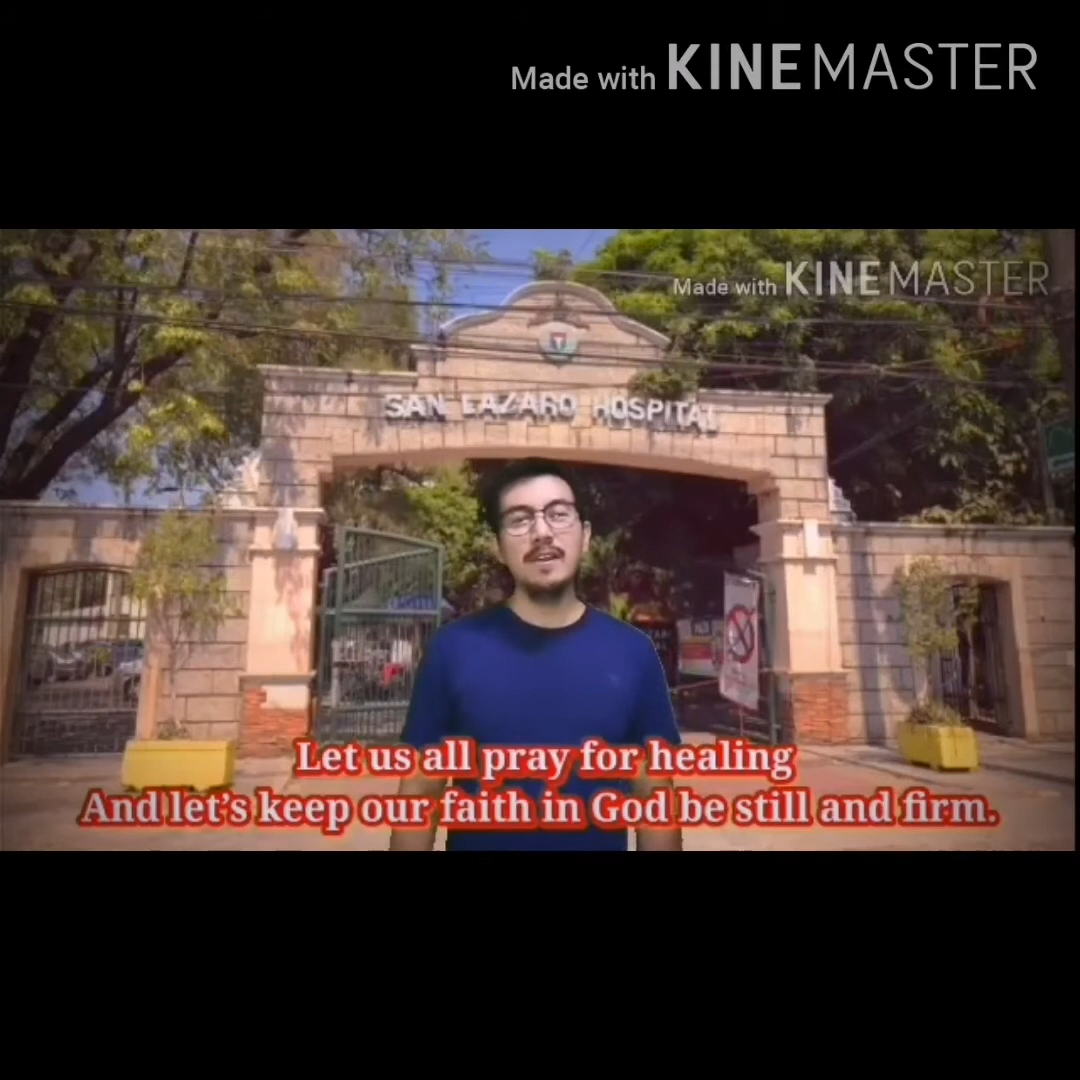 Made with KINEMASTER
Made with KINEMASTER
SAN LAZARO HOSPITAL
Let us all pray for healing
And let's keep our faith in God be still and firm.